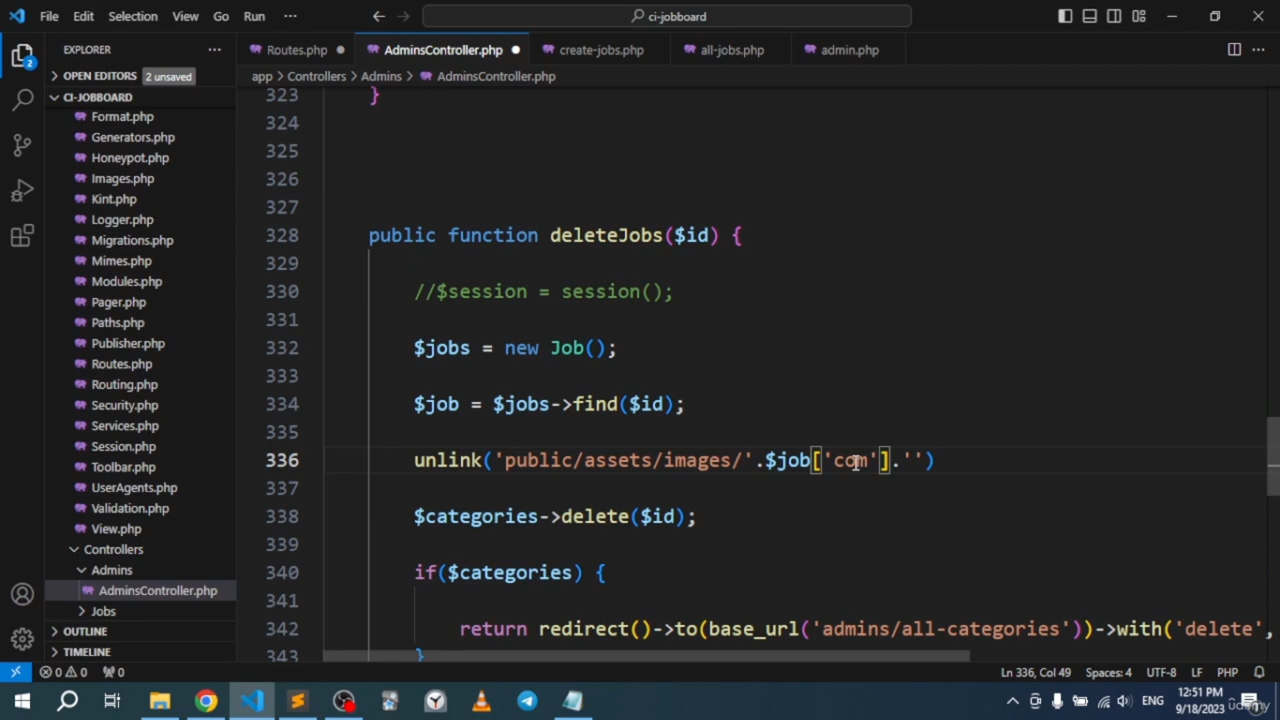 File Edit Selection View Go Run ··· ci-jobboard
EXPLORER ···
Routes.php AdminsController.php create-jobs.php all-jobs.php admin.php
OPEN EDITORS 2 unsaved
app > Controllers > Admins > AdminsController.php
CI-JOBBOARD
Format.php
Generators.php
Honeypot.php
Images.php
Kint.php
Logger.php
Migrations.php
Mimes.php
Modules.php
Pager.php
Paths.php
Publisher.php
Routes.php
Routing.php
Security.php
Services.php
Session.php
Toolbar.php
UserAgents.php
Validation.php
View.php
Controllers
Admins
AdminsController.php
Jobs
OUTLINE
TIMELINE
2
323 }
324
325
326
327
328 public function deleteJobs($id) {
329
330 //$session = session();
331
332 $jobs = new Job();
333
334 $job = $jobs->find($id);
335
336 unlink('public/assets/images/'.$job['com'].'')
337
338 $categories->delete($id);
339
340 if($categories) {
341
342 return redirect()->to(base_url('admins/all-categories'))->with('delete',
343 }
0 0 0 Ln 336, Col 49 Spaces: 4 UTF-8 LF PHP
ENG 12:51 PM
9/18/2023
udemy